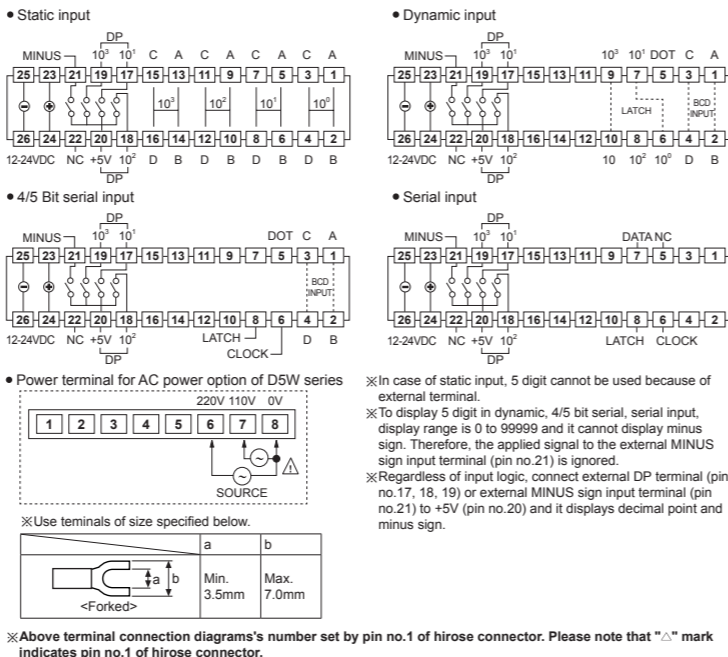 ● Static input
DP
MINUS 10³ 10¹ C A C A C A C A
25 23 21 19 17 15 13 11 9 7 5 3 1
10³ 10² 10¹ 10⁰
26 24 22 20 18 16 14 12 10 8 6 4 2
12-24VDC NC +5V 10² D B D B D B D B
DP
● Dynamic input
DP
MINUS 10³ 10¹ 10³ 10¹ DOT C A
25 23 21 19 17 15 13 11 9 7 5 3 1
LATCH
BCD
INPUT
26 24 22 20 18 16 14 12 10 8 6 4 2
12-24VDC NC +5V 10² 10 10² 10⁰ D B
DP
● 4/5 Bit serial input
DP
MINUS 10³ 10¹ DOT C A
25 23 21 19 17 15 13 11 9 7 5 3 1
BCD
INPUT
26 24 22 20 18 16 14 12 10 8 6 4 2
12-24VDC NC +5V 10² LATCH D B
CLOCK
DP
● Serial input
DP
MINUS 10³ 10¹ DATA NC
25 23 21 19 17 15 13 11 9 7 5 3 1
26 24 22 20 18 16 14 12 10 8 6 4 2
12-24VDC NC +5V 10² LATCH CLOCK
DP
● Power terminal for AC power option of D5W series
220V 110V 0V
1 2 3 4 5 6 7 8
SOURCE
※Use teminals of size specified below.
a b
a b Min. Max.
3.5mm 7.0mm
<Forked>
※In case of static input, 5 digit cannot be used because of
external terminal.
※To display 5 digit in dynamic, 4/5 bit serial, serial input,
display range is 0 to 99999 and it cannot display minus
sign. Therefore, the applied signal to the external MINUS
sign input terminal (pin no.21) is ignored.
※Regardless of input logic, connect external DP terminal (pin
no.17, 18, 19) or external MINUS sign input terminal (pin
no.21) to +5V (pin no.20) and it displays decimal point and
minus sign.
※Above terminal connection diagrams's number set by pin no.1 of hirose connector. Please note that "△" mark
indicates pin no.1 of hirose connector.